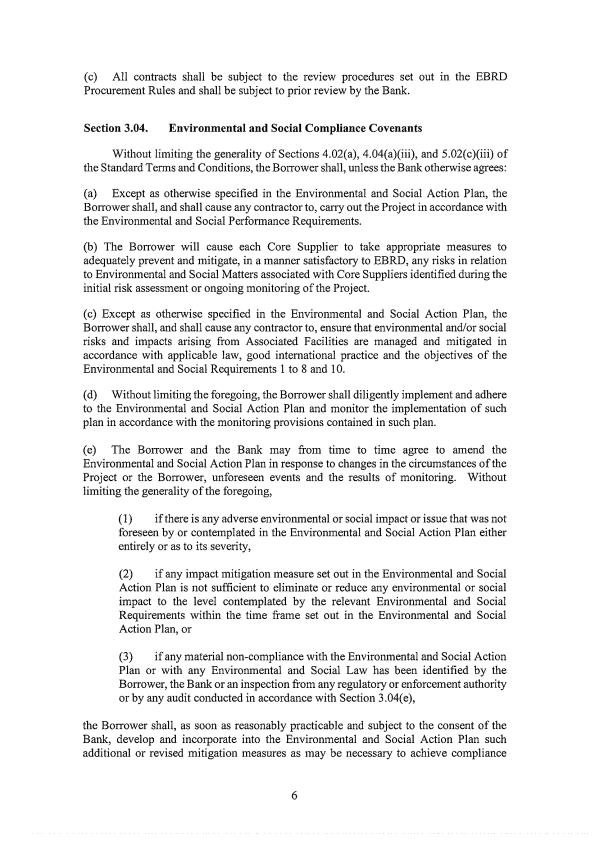 (c) All contracts shall be subject to the review procedures set out in the EBRD
Procurement Rules and shall be subject to prior review by the Bank.
Section 3.04. Environmental and Social Compliance Covenants
Without limiting the generality of Sections 4.02(a), 4.04(a)(iii), and 5.02(c)(iii) of
the Standard Terms and Conditions, the Borrower shall, unless the Bank otherwise agrees:
(a) Except as otherwise specified in the Environmental and Social Action Plan, the
Borrower shall, and shall cause any contractor to, carry out the Project in accordance with
the Environmental and Social Performance Requirements.
(b) The Borrower will cause each Core Supplier to take appropriate measures to
adequately prevent and mitigate, in a manner satisfactory to EBRD, any risks in relation
to Environmental and Social Matters associated with Core Suppliers identified during the
initial risk assessment or ongoing monitoring of the Project.
(c) Except as otherwise specified in the Environmental and Social Action Plan, the
Borrower shall, and shall cause any contractor to, ensure that environmental and/or social
risks and impacts arising from Associated Facilities are managed and mitigated in
accordance with applicable law, good international practice and the objectives of the
Environmental and Social Requirements 1 to 8 and 10.
(d) Without limiting the foregoing, the Borrower shall diligently implement and adhere
to the Environmental and Social Action Plan and monitor the implementation of such
plan in accordance with the monitoring provisions contained in such plan.
(e) The Borrower and the Bank may from time to time agree to amend the
Environmental and Social Action Plan in response to changes in the circumstances of the
Project or the Borrower, unforeseen events and the results of monitoring. Without
limiting the generality of the foregoing,
(1) if there is any adverse environmental or social impact or issue that was not
foreseen by or contemplated in the Environmental and Social Action Plan either
entirely or as to its severity,
(2) if any impact mitigation measure set out in the Environmental and Social
Action Plan is not sufficient to eliminate or reduce any environmental or social
impact to the level contemplated by the relevant Environmental and Social
Requirements within the time frame set out in the Environmental and Social
Action Plan, or
(3) if any material non-compliance with the Environmental and Social Action
Plan or with any Environmental and Social Law has been identified by the
Borrower, the Bank or an inspection from any regulatory or enforcement authority
or by any audit conducted in accordance with Section 3.04(e),
the Borrower shall, as soon as reasonably practicable and subject to the consent of the
Bank, develop and incorporate into the Environmental and Social Action Plan such
additional or revised mitigation measures as may be necessary to achieve compliance
6